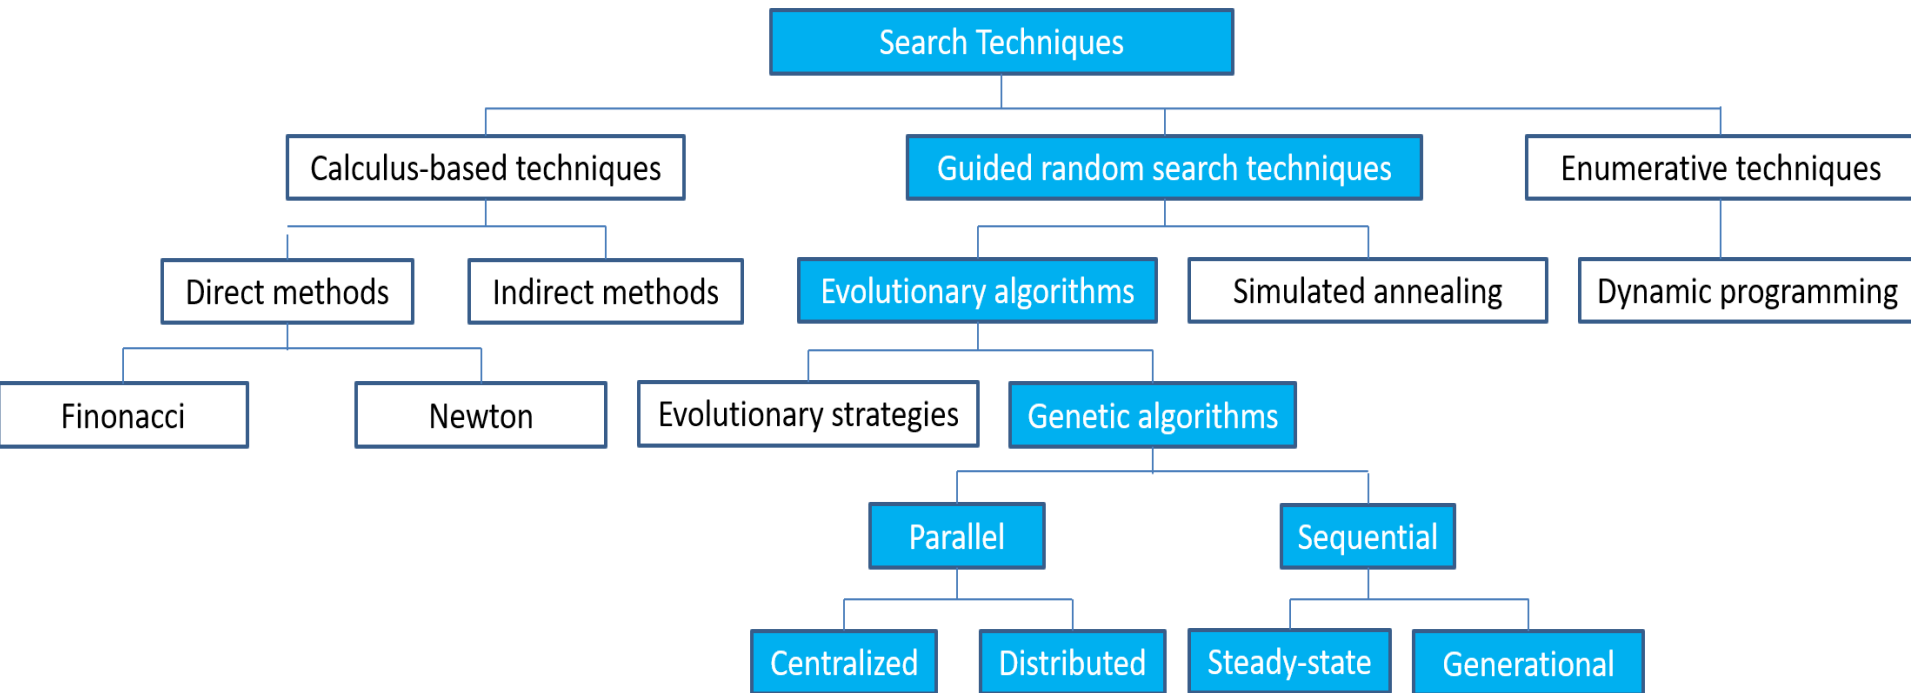 Search Techniques
Calculus-based techniques
Guided random search techniques
Enumerative techniques
Direct methods
Indirect methods
Evolutionary algorithms
Simulated annealing
Dynamic programming
Finonacci
Newton
Evolutionary strategies
Genetic algorithms
Parallel
Sequential
Centralized
Distributed
Steady-state
Generational